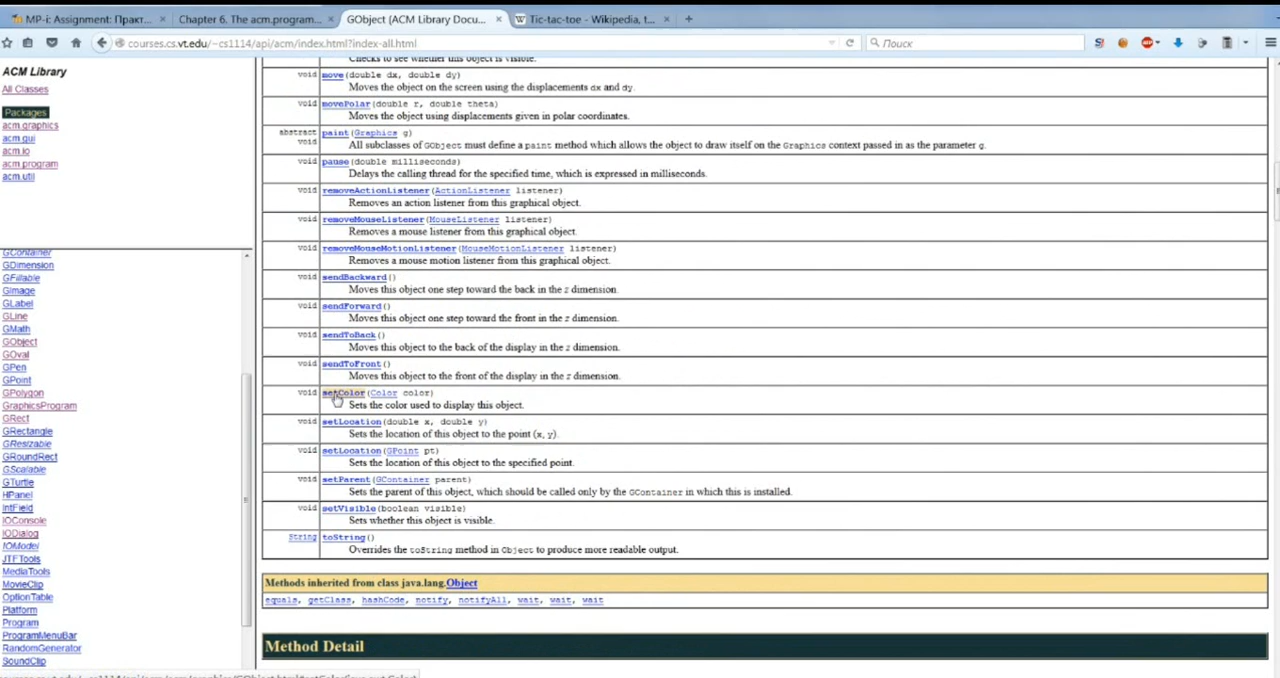 MP-i: Assignment: Практ...
Chapter 6. The acm.program...
GObject (ACM Library Docu...
Tic-tac-toe - Wikipedia, t...
courses.cs.vt.edu/~cs1114/api/acm/index.html?index-all.html
Поиск
ACM Library
All Classes
Packages
acm.graphics
acm.gui
acm.io
acm.program
acm.util
GContainer
GDimension
GFillable
GImage
GLabel
GLine
GMath
GObject
GOval
GPen
GPoint
GPolygon
GraphicsProgram
GRect
GRectangle
GResizable
GRoundRect
GScalable
GTurtle
HPanel
IntField
IOConsole
IODialog
IOModel
JTFTools
MediaTools
MovieClip
OptionTable
Platform
Program
ProgramMenuBar
RandomGenerator
SoundClip
Checks to see whether this object is visible.
void move(double dx, double dy)
Moves the object on the screen using the displacements dx and dy.
void movePolar(double r, double theta)
Moves the object using displacements given in polar coordinates.
abstract void paint(Graphics g)
All subclasses of GObject must define a paint method which allows the object to draw itself on the Graphics context passed in as the parameter g.
void pause(double milliseconds)
Delays the calling thread for the specified time, which is expressed in milliseconds.
void removeActionListener(ActionListener listener)
Removes an action listener from this graphical object.
void removeMouseListener(MouseListener listener)
Removes a mouse listener from this graphical object.
void removeMouseMotionListener(MouseMotionListener listener)
Removes a mouse motion listener from this graphical object.
void sendBackward()
Moves this object one step toward the back in the z dimension.
void sendForward()
Moves this object one step toward the front in the z dimension.
void sendToBack()
Moves this object to the back of the display in the z dimension.
void sendToFront()
Moves this object to the front of the display in the z dimension.
void setColor(Color color)
Sets the color used to display this object.
void setLocation(double x, double y)
Sets the location of this object to the point (x, y).
void setLocation(GPoint pt)
Sets the location of this object to the specified point.
void setParent(GContainer parent)
Sets the parent of this object, which should be called only by the GContainer in which this is installed.
void setVisible(boolean visible)
Sets whether this object is visible.
String toString()
Overrides the toString method in Object to produce more readable output.
Methods inherited from class java.lang.Object
equals, getClass, hashCode, notify, notifyAll, wait, wait, wait
Method Detail